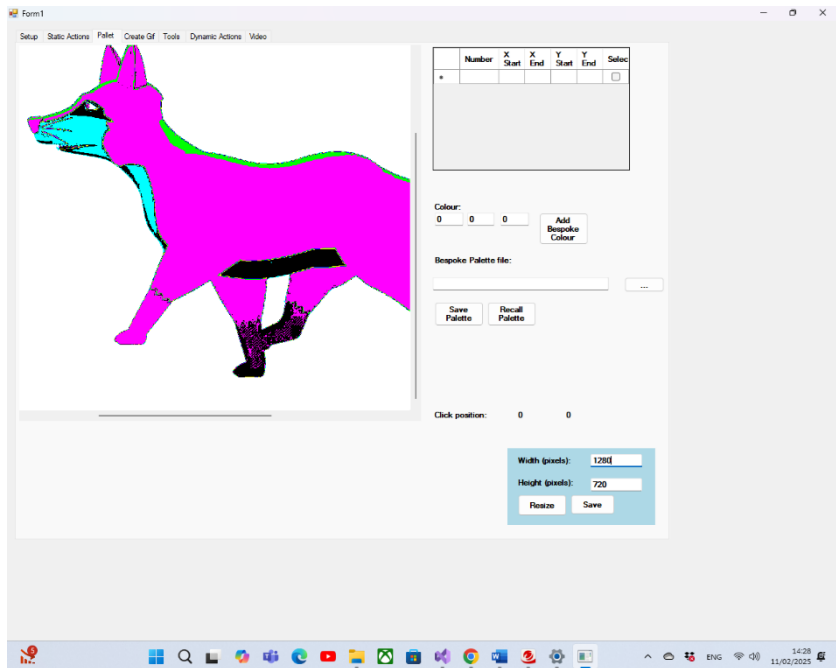 Form1
Setup Static Actions Pallet Create Gif Tools Dynamic Actions Video
Number X Start X End Y Start Y End Selec
Colour:
0 0 0 Add Bespoke Colour
Bespoke Palette file:
...
Save Palette Recall Palette
Click position: 0 0
Width (pixels): 1280
Height (pixels): 720
Resize Save
5
ENG 14:28
11/02/2025